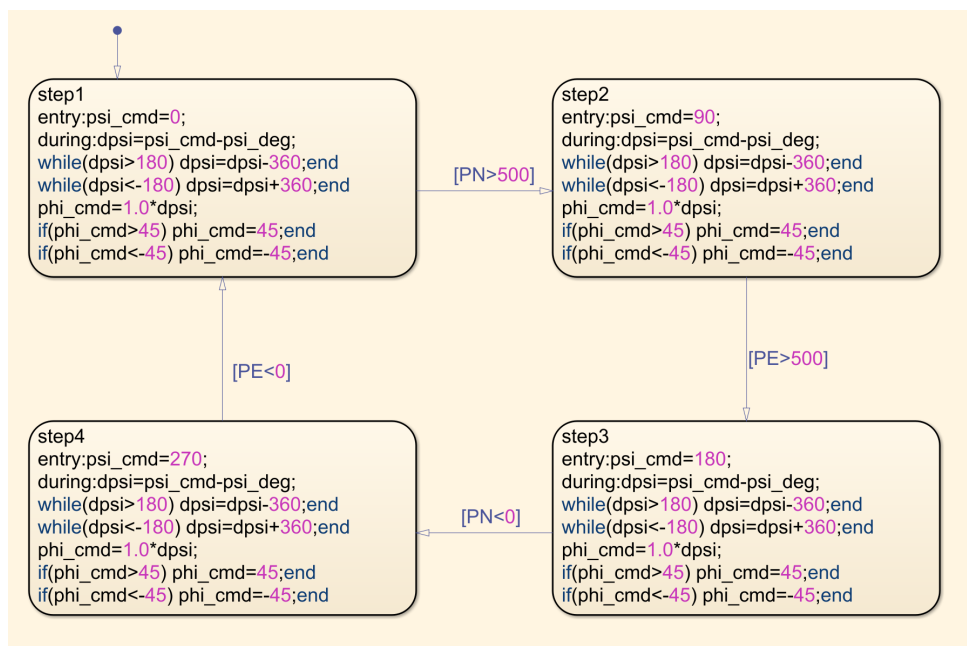 step1
entry:psi_cmd=0;
during:dpsi=psi_cmd-psi_deg;
while(dpsi>180) dpsi=dpsi-360;end
while(dpsi<-180) dpsi=dpsi+360;end
phi_cmd=1.0*dpsi;
if(phi_cmd>45) phi_cmd=45;end
if(phi_cmd<-45) phi_cmd=-45;end
[PN>500]
step2
entry:psi_cmd=90;
during:dpsi=psi_cmd-psi_deg;
while(dpsi>180) dpsi=dpsi-360;end
while(dpsi<-180) dpsi=dpsi+360;end
phi_cmd=1.0*dpsi;
if(phi_cmd>45) phi_cmd=45;end
if(phi_cmd<-45) phi_cmd=-45;end
[PE>500]
step3
entry:psi_cmd=180;
during:dpsi=psi_cmd-psi_deg;
while(dpsi>180) dpsi=dpsi-360;end
while(dpsi<-180) dpsi=dpsi+360;end
phi_cmd=1.0*dpsi;
if(phi_cmd>45) phi_cmd=45;end
if(phi_cmd<-45) phi_cmd=-45;end
[PN<0]
step4
entry:psi_cmd=270;
during:dpsi=psi_cmd-psi_deg;
while(dpsi>180) dpsi=dpsi-360;end
while(dpsi<-180) dpsi=dpsi+360;end
phi_cmd=1.0*dpsi;
if(phi_cmd>45) phi_cmd=45;end
if(phi_cmd<-45) phi_cmd=-45;end
[PE<0]